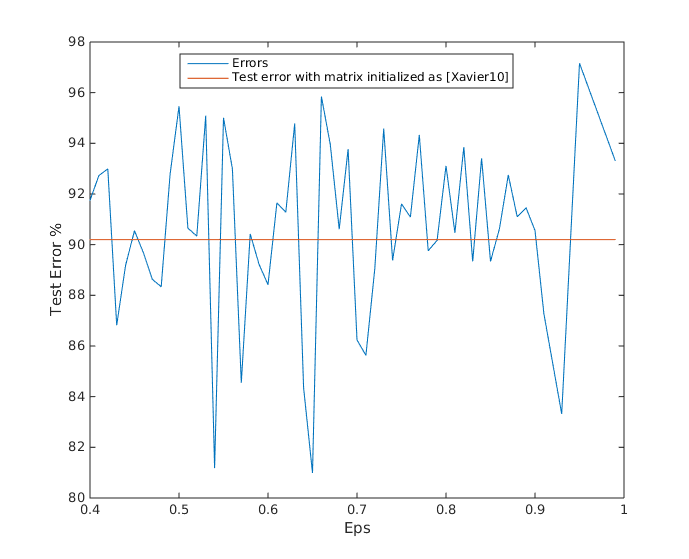 98
96
94
92
90
88
86
84
82
80
Test Error %
Errors
Test error with matrix initialized as [Xavier10]
0.4 0.5 0.6 0.7 0.8 0.9 1
Eps